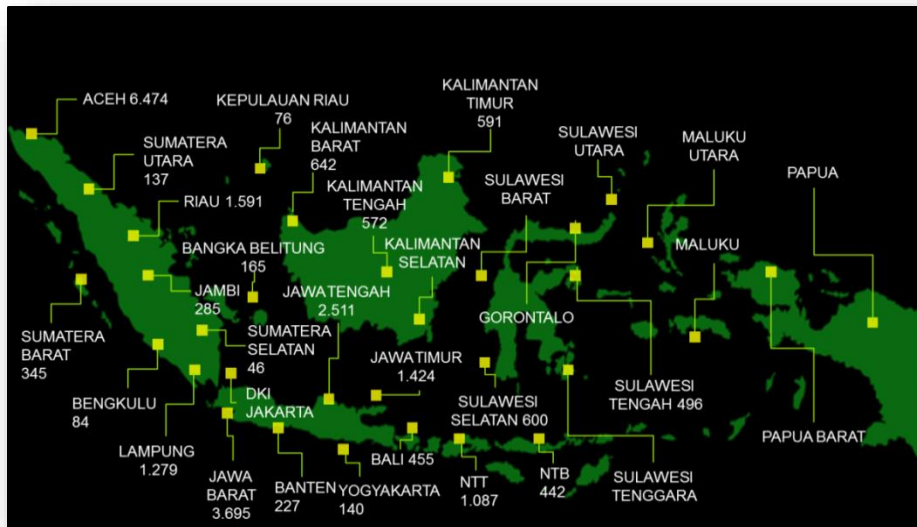 ACEH 6.474
SUMATERA
UTARA
137
RIAU 1.591
KEPULAUAN RIAU
76
KALIMANTAN
BARAT
642
KALIMANTAN
TENGAH
572
KALIMANTAN
TIMUR
591
KALIMANTAN
SELATAN
SULAWESI
BARAT
SULAWESI
UTARA
MALUKU
UTARA
MALUKU
PAPUA
BANGKA BELITUNG
165
JAMBI
285
JAWA TENGAH
2.511
GORONTALO
SUMATERA
BARAT
345
SUMATERA
SELATAN
46
BENGKULU
84
DKI
JAKARTA
JAWA TIMUR
1.424
SULAWESI
SELATAN 600
SULAWESI
TENGAH 496
PAPUA BARAT
LAMPUNG
1.279
JAWA
BARAT
3.695
BANTEN
227
YOGYAKARTA
140
BALI 455
NTT
1.087
NTB
442
SULAWESI
TENGGARA